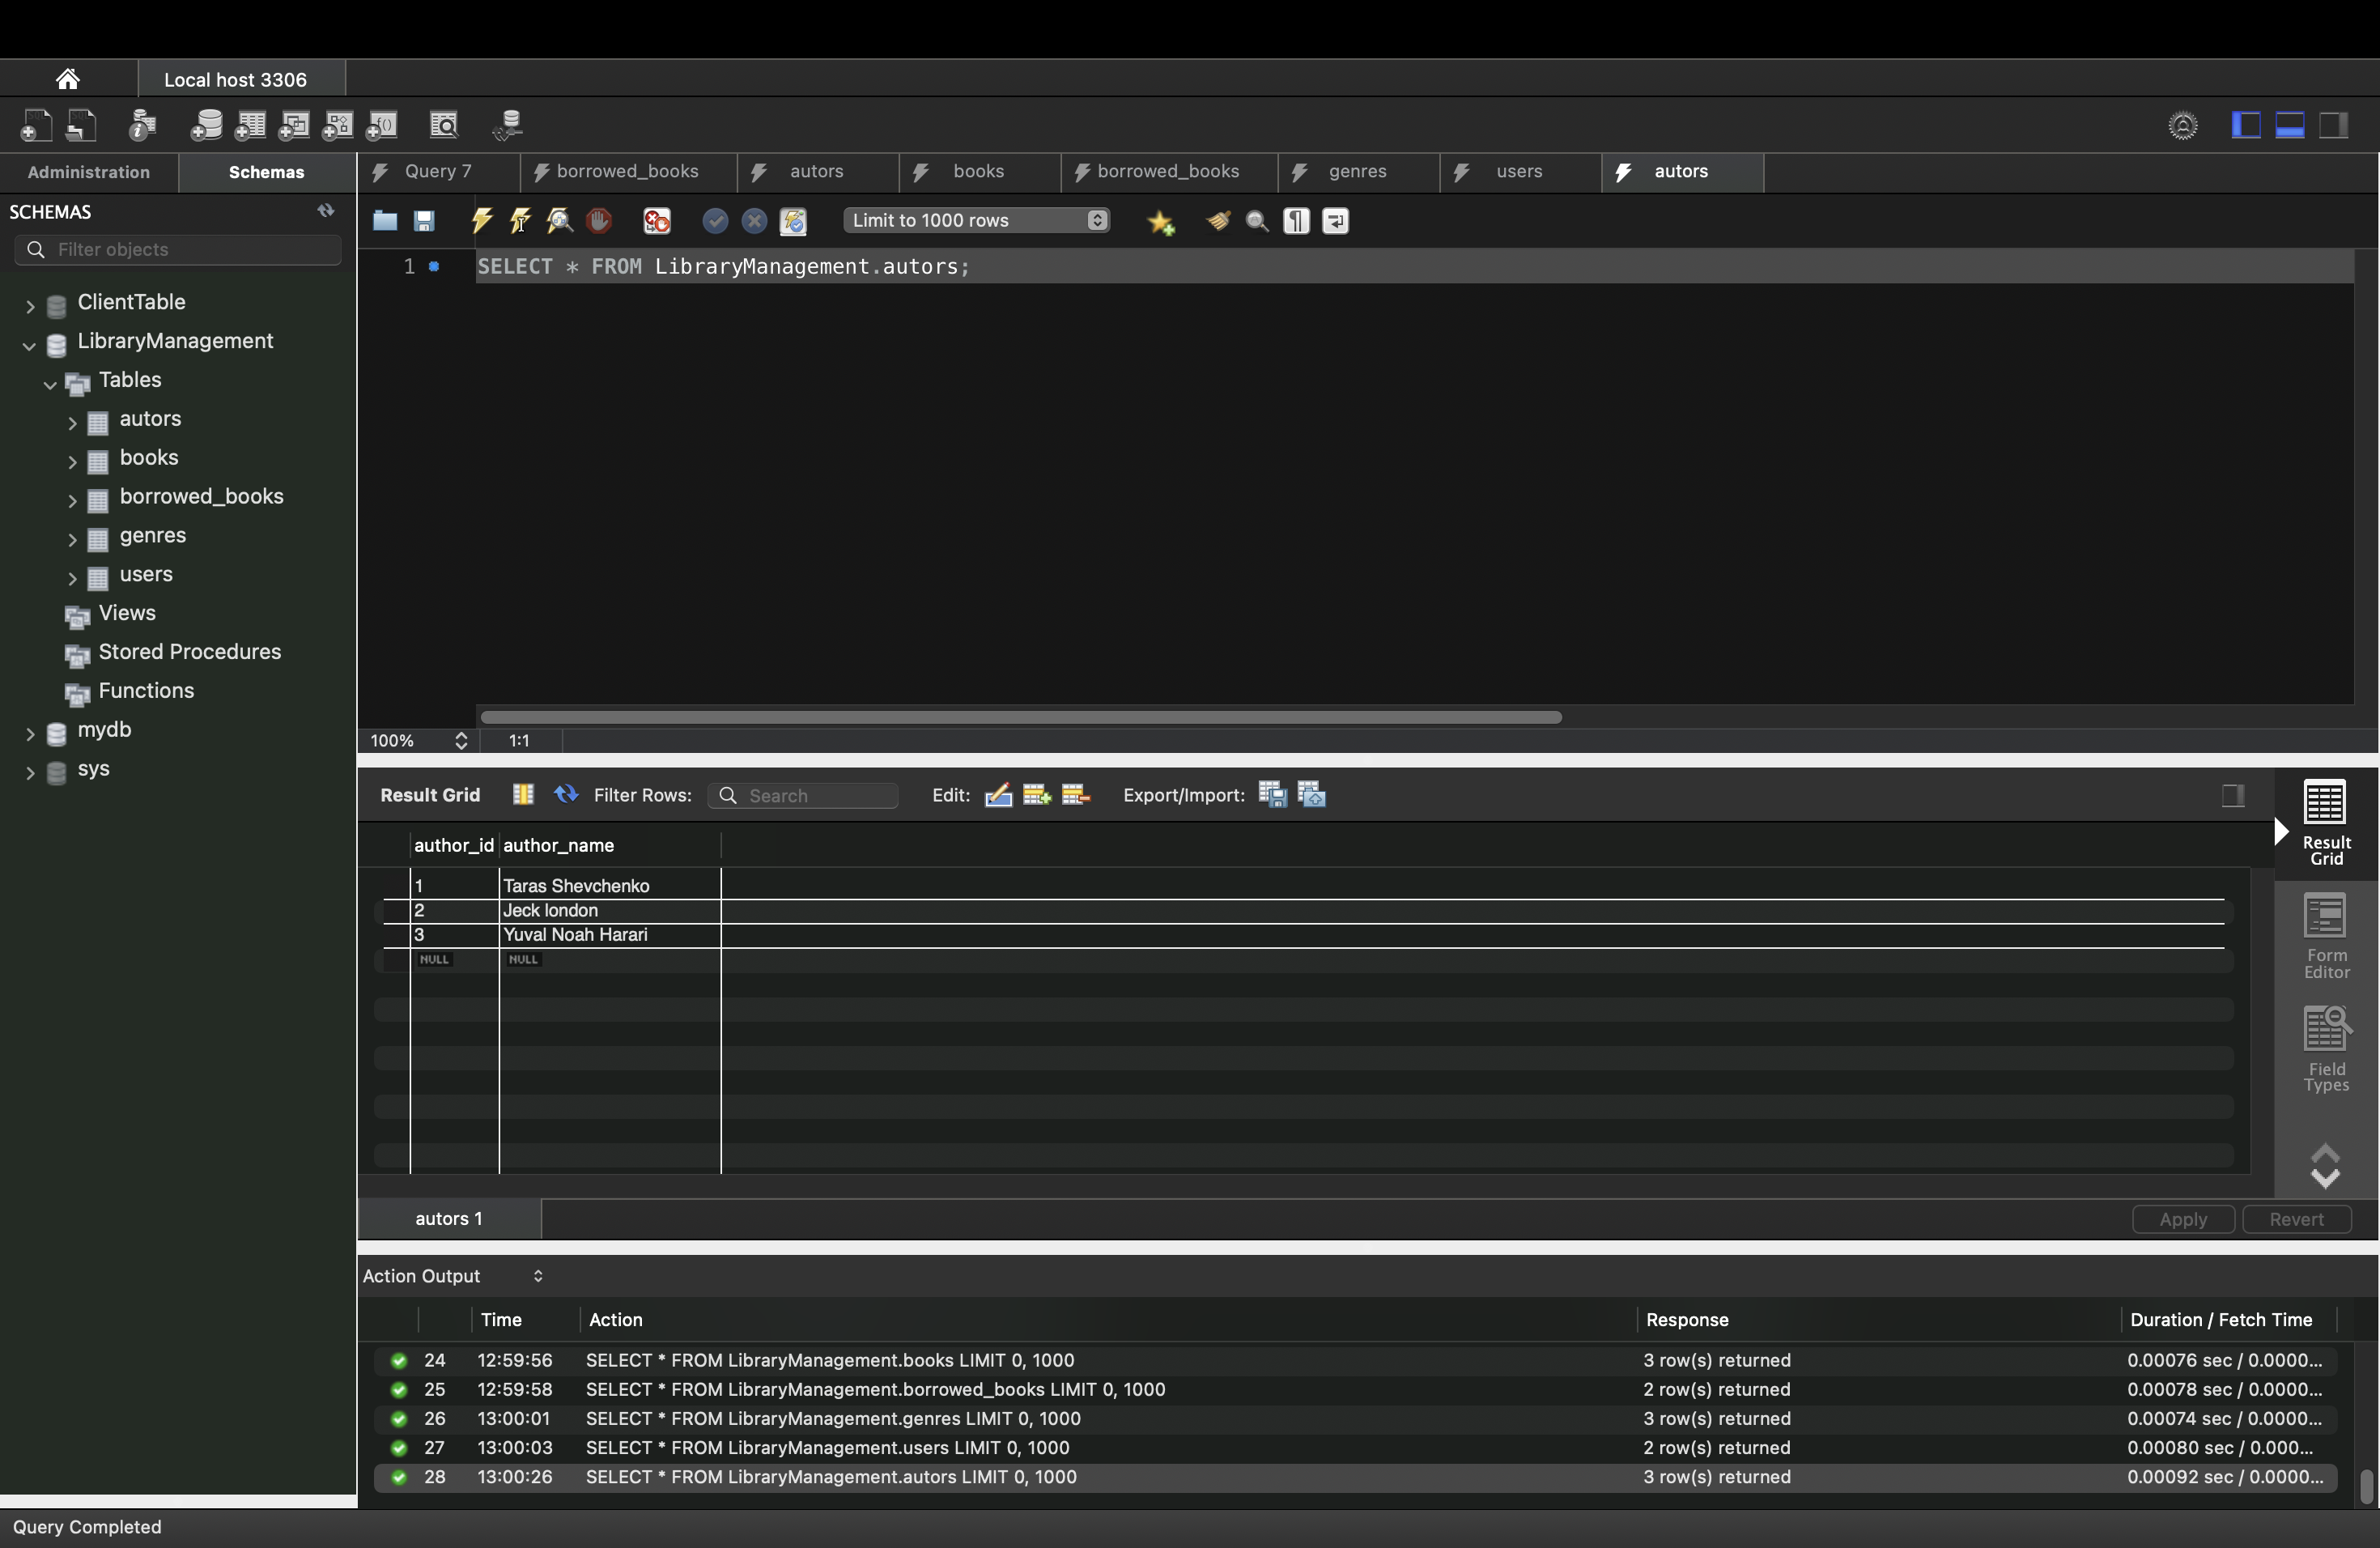 Local host 3306
Administration Schemas
Query 7 borrowed_books autors books borrowed_books genres users autors
SCHEMAS
Filter objects
Limit to 1000 rows
1 SELECT * FROM LibraryManagement.autors;
ClientTable
LibraryManagement
Tables
autors
books
borrowed_books
genres
users
Views
Stored Procedures
Functions
mydb
sys
100% 1:1
Result Grid Filter Rows: Search Edit: Export/Import:
author_id author_name
1 Taras Shevchenko
2 Jeck london
3 Yuval Noah Harari
NULL NULL
Result
Grid
Form
Editor
Field
Types
autors 1 Apply Revert
Action Output
Time Action Response Duration / Fetch Time
24 12:59:56 SELECT * FROM LibraryManagement.books LIMIT 0, 1000 3 row(s) returned 0.00076 sec / 0.0000...
25 12:59:58 SELECT * FROM LibraryManagement.borrowed_books LIMIT 0, 1000 2 row(s) returned 0.00078 sec / 0.0000...
26 13:00:01 SELECT * FROM LibraryManagement.genres LIMIT 0, 1000 3 row(s) returned 0.00074 sec / 0.0000...
27 13:00:03 SELECT * FROM LibraryManagement.users LIMIT 0, 1000 2 row(s) returned 0.00080 sec / 0.000...
28 13:00:26 SELECT * FROM LibraryManagement.autors LIMIT 0, 1000 3 row(s) returned 0.00092 sec / 0.0000...
Query Completed